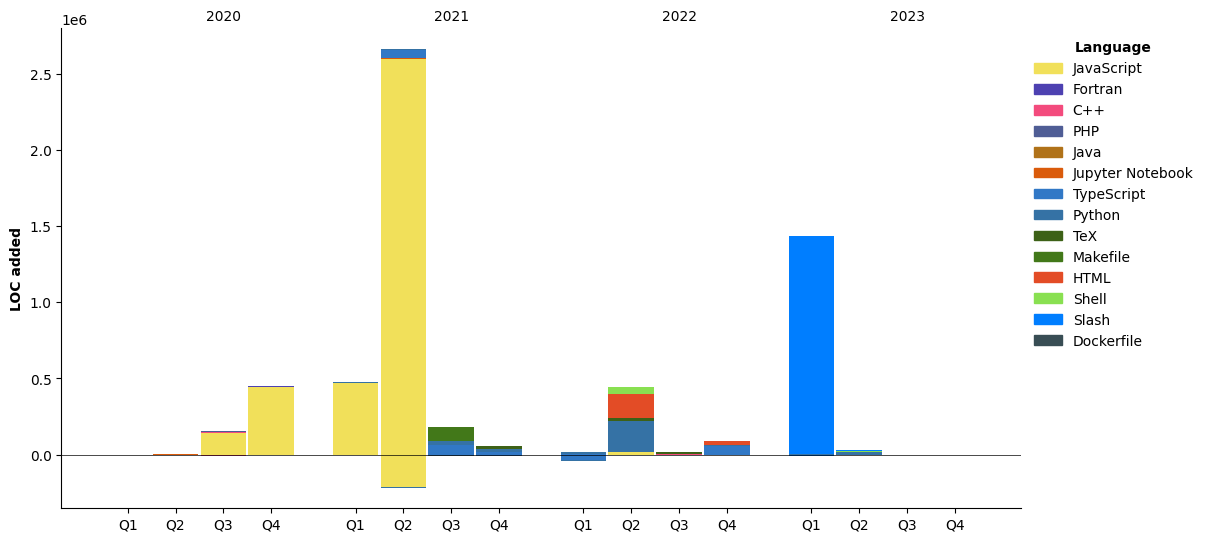 1e6
2020 2021 2022 2023
LOC added
2.5
2.0
1.5
1.0
0.5
0.0
Q1 Q2 Q3 Q4 Q1 Q2 Q3 Q4 Q1 Q2 Q3 Q4 Q1 Q2 Q3 Q4
Language
JavaScript
Fortran
C++
PHP
Java
Jupyter Notebook
TypeScript
Python
TeX
Makefile
HTML
Shell
Slash
Dockerfile